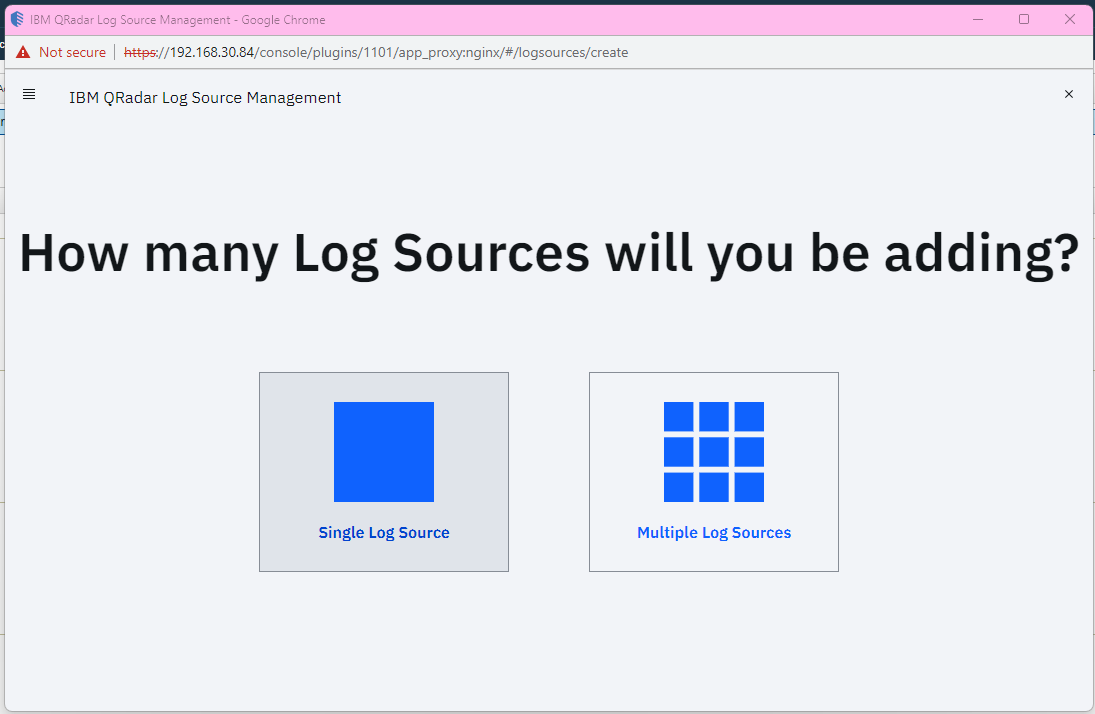 IBM QRadar Log Source Management - Google Chrome
Not secure
https://192.168.30.84/console/plugins/1101/app_proxy:nginx/#/logsources/create
IBM QRadar Log Source Management
How many Log Sources will you be adding?
Single Log Source
Multiple Log Sources